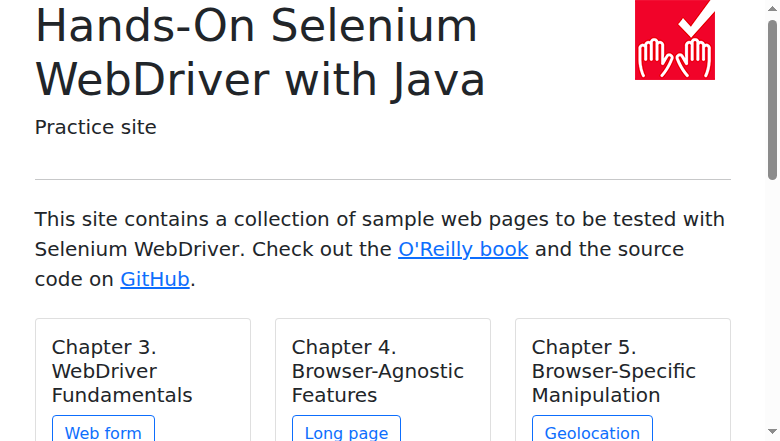 Hands-On Selenium
WebDriver with Java
Practice site
This site contains a collection of sample web pages to be tested with
Selenium WebDriver. Check out the O'Reilly book and the source
code on GitHub.
Chapter 3.
WebDriver
Fundamentals
Web form
Chapter 4.
Browser-Agnostic
Features
Long page
Chapter 5.
Browser-Specific
Manipulation
Geolocation